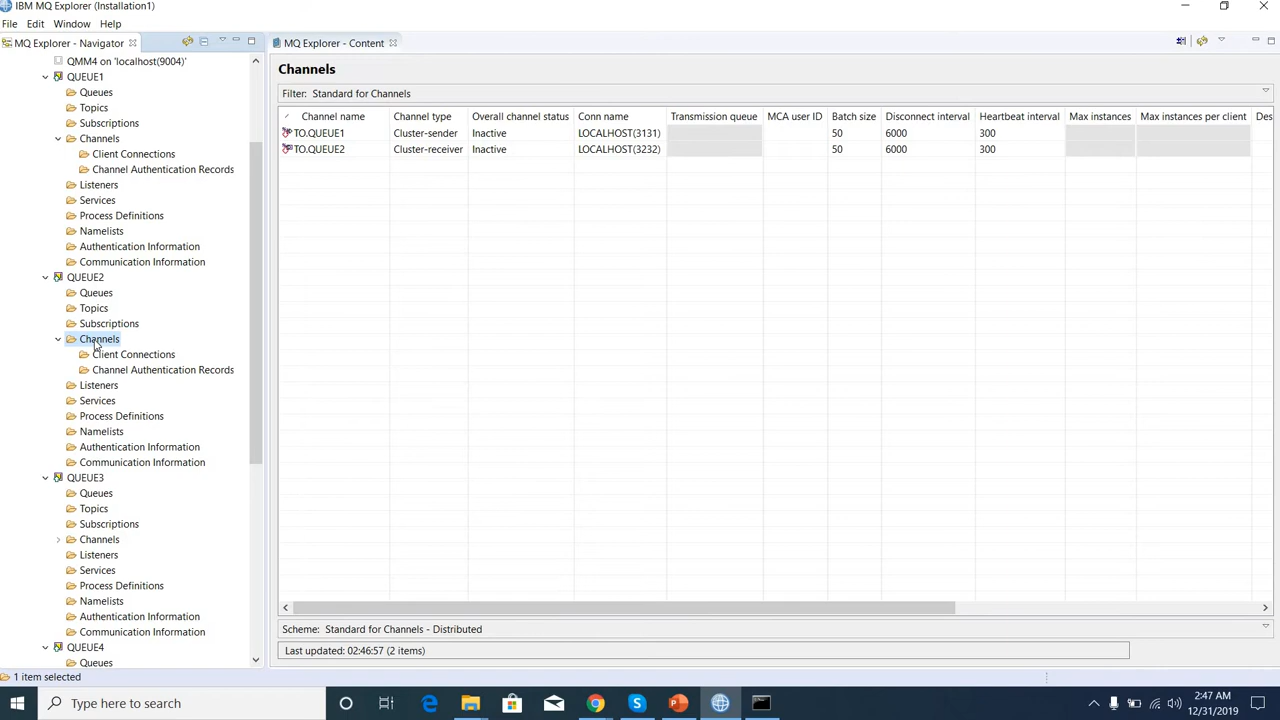 IBM MQ Explorer (Installation1)
File Edit Window Help
MQ Explorer - Navigator
QMM4 on 'localhost(9004)'
QUEUE1
Queues
Topics
Subscriptions
Channels
Client Connections
Channel Authentication Records
Listeners
Services
Process Definitions
Namelists
Authentication Information
Communication Information
QUEUE2
Queues
Topics
Subscriptions
Channels
Client Connections
Channel Authentication Records
Listeners
Services
Process Definitions
Namelists
Authentication Information
Communication Information
QUEUE3
Queues
Topics
Subscriptions
Channels
Listeners
Services
Process Definitions
Namelists
Authentication Information
Communication Information
QUEUE4
Queues
MQ Explorer - Content
Channels
Filter: Standard for Channels
Channel name Channel type Overall channel status Conn name Transmission queue MCA user ID Batch size Disconnect interval Heartbeat interval Max instances Max instances per client Des
TO.QUEUE1 Cluster-sender Inactive LOCALHOST(3131) 50 6000 300
TO.QUEUE2 Cluster-receiver Inactive LOCALHOST(3232) 50 6000 300
Scheme: Standard for Channels - Distributed
Last updated: 02:46:57 (2 items)
1 item selected
Type here to search
2:47 AM
12/31/2019